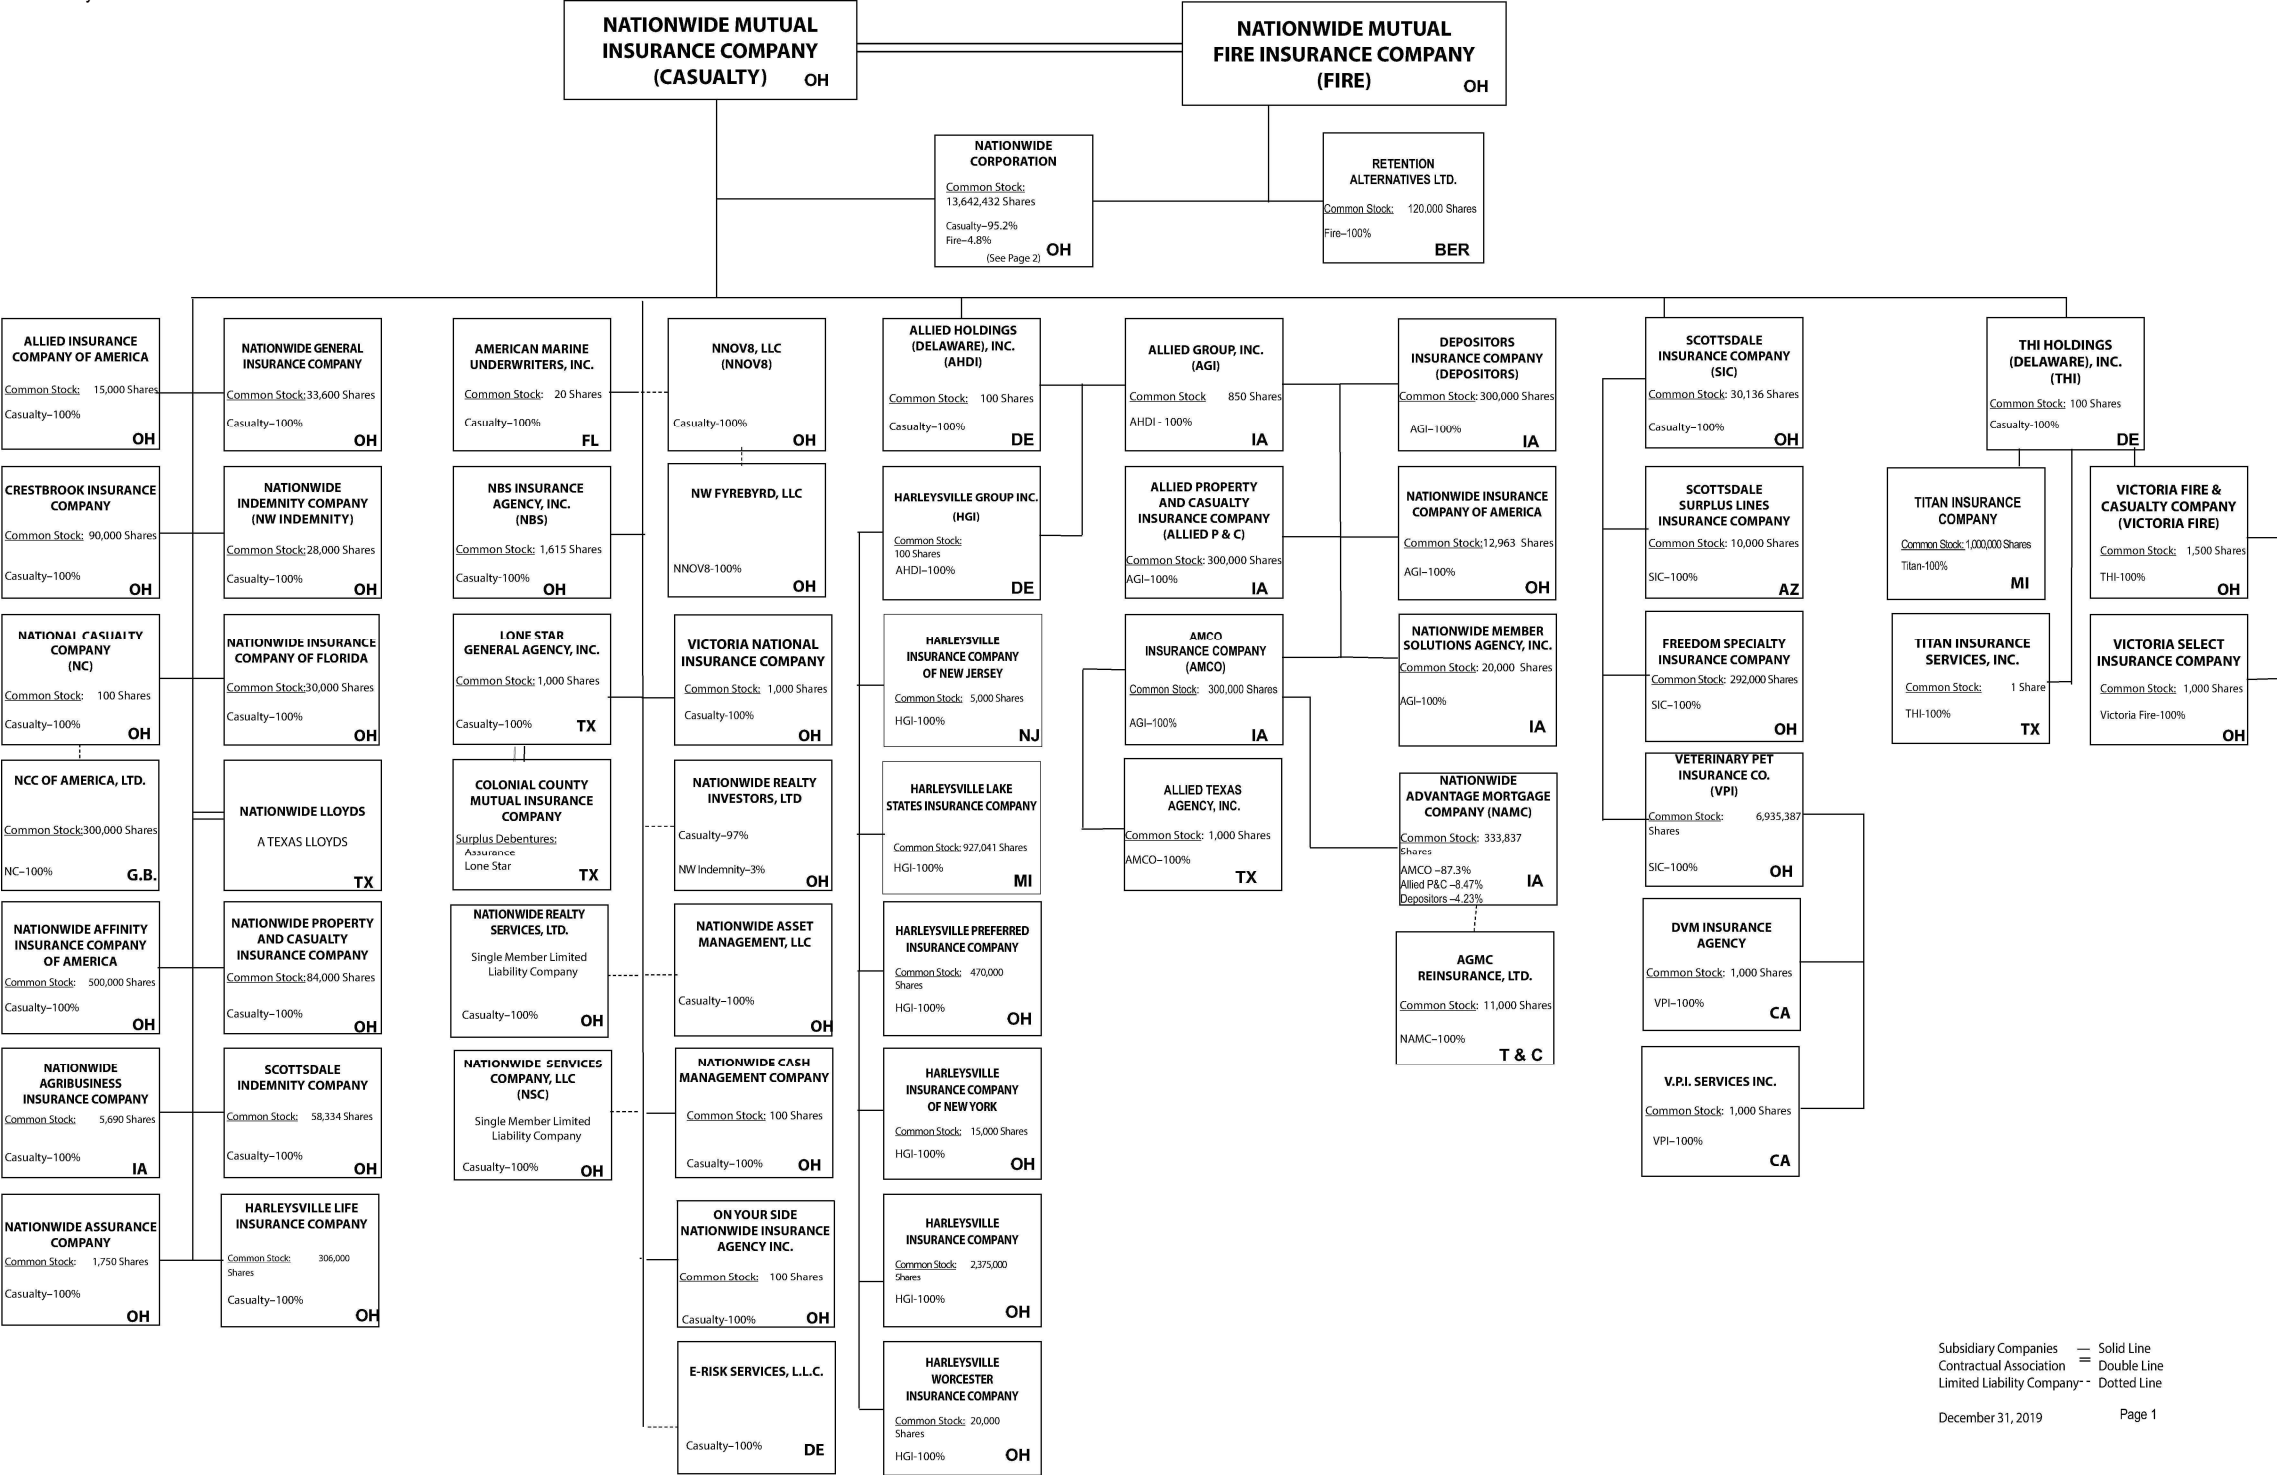 NATIONWIDE MUTUAL
INSURANCE COMPANY
(CASUALTY)
OH
NATIONWIDE MUTUAL
FIRE INSURANCE COMPANY
(FIRE)
OH
NATIONWIDE
CORPORATION
Common Stock:
13,642,432 Shares
Casualty–95.2%
Fire–4.8%
(See Page 2)
OH
RETENTION
ALTERNATIVES LTD.
Common Stock: 120,000 Shares
Fire–100%
BER
ALLIED INSURANCE
COMPANY OF AMERICA
Common Stock: 15,000 Shares
Casualty–100%
OH
CRESTBROOK INSURANCE
COMPANY
Common Stock: 90,000 Shares
Casualty–100%
OH
NATIONAL CASUALTY
COMPANY
(NC)
Common Stock: 100 Shares
Casualty–100%
OH
NCC OF AMERICA, LTD.
Common Stock:300,000 Shares
NC–100%
G.B.
NATIONWIDE AFFINITY
INSURANCE COMPANY
OF AMERICA
Common Stock: 500,000 Shares
Casualty–100%
OH
NATIONWIDE
AGRIBUSINESS
INSURANCE COMPANY
Common Stock: 5,690 Shares
Casualty–100%
IA
NATIONWIDE ASSURANCE
COMPANY
Common Stock: 1,750 Shares
Casualty–100%
OH
NATIONWIDE GENERAL
INSURANCE COMPANY
Common Stock:33,600 Shares
Casualty–100%
OH
NATIONWIDE
INDEMNITY COMPANY
(NW INDEMNITY)
Common Stock:28,000 Shares
Casualty–100%
OH
NATIONWIDE INSURANCE
COMPANY OF FLORIDA
Common Stock:30,000 Shares
Casualty–100%
OH
NATIONWIDE LLOYDS
A TEXAS LLOYDS
TX
NATIONWIDE PROPERTY
AND CASUALTY
INSURANCE COMPANY
Common Stock:84,000 Shares
Casualty–100%
OH
SCOTTSDALE
INDEMNITY COMPANY
Common Stock: 58,334 Shares
Casualty–100%
OH
HARLEYSVILLE LIFE
INSURANCE COMPANY
Common Stock: 306,000
Shares
Casualty–100%
OH
AMERICAN MARINE
UNDERWRITERS, INC.
Common Stock: 20 Shares
Casualty–100%
FL
NBS INSURANCE
AGENCY, INC.
(NBS)
Common Stock: 1,615 Shares
Casualty-100%
OH
LONE STAR
GENERAL AGENCY, INC.
Common Stock: 1,000 Shares
Casualty–100%
TX
COLONIAL COUNTY
MUTUAL INSURANCE
COMPANY
Surplus Debentures:
Assurance
Lone Star
TX
NATIONWIDE REALTY
SERVICES, LTD.
Single Member Limited
Liability Company
Casualty–100%
OH
NATIONWIDE SERVICES
COMPANY, LLC
(NSC)
Single Member Limited
Liability Company
Casualty–100%
OH
NNOV8, LLC
(NNOV8)
Casualty-100%
OH
NW FYREBYRD, LLC
NNOV8-100%
OH
VICTORIA NATIONAL
INSURANCE COMPANY
Common Stock: 1,000 Shares
Casualty-100%
OH
NATIONWIDE REALTY
INVESTORS, LTD
Casualty–97%
NW Indemnity–3%
OH
NATIONWIDE ASSET
MANAGEMENT, LLC
Casualty–100%
OH
NATIONWIDE CASH
MANAGEMENT COMPANY
Common Stock: 100 Shares
Casualty–100%
OH
ON YOUR SIDE
NATIONWIDE INSURANCE
AGENCY INC.
Common Stock: 100 Shares
Casualty-100%
OH
E-RISK SERVICES, L.L.C.
Casualty–100%
DE
ALLIED HOLDINGS
(DELAWARE), INC.
(AHDI)
Common Stock: 100 Shares
Casualty–100%
DE
HARLEYSVILLE GROUP INC.
(HGI)
Common Stock:
100 Shares
AHDI–100%
DE
HARLEYSVILLE
INSURANCE COMPANY
OF NEW JERSEY
Common Stock: 5,000 Shares
HGI-100%
NJ
HARLEYSVILLE LAKE
STATES INSURANCE COMPANY
Common Stock: 927,041 Shares
HGI-100%
MI
HARLEYSVILLE PREFERRED
INSURANCE COMPANY
Common Stock: 470,000
Shares
HGI-100%
OH
HARLEYSVILLE
INSURANCE COMPANY
OF NEW YORK
Common Stock: 15,000 Shares
HGI-100%
OH
HARLEYSVILLE
INSURANCE COMPANY
Common Stock: 2,375,000
Shares
HGI-100%
OH
HARLEYSVILLE
WORCESTER
INSURANCE COMPANY
Common Stock: 20,000
Shares
HGI-100%
OH
ALLIED GROUP, INC.
(AGI)
Common Stock 850 Shares
AHDI - 100%
IA
ALLIED PROPERTY
AND CASUALTY
INSURANCE COMPANY
(ALLIED P & C)
Common Stock: 300,000 Shares
AGI–100%
IA
AMCO
INSURANCE COMPANY
(AMCO)
Common Stock: 300,000 Shares
AGI–100%
IA
ALLIED TEXAS
AGENCY, INC.
Common Stock: 1,000 Shares
AMCO–100%
TX
DEPOSITORS
INSURANCE COMPANY
(DEPOSITORS)
Common Stock: 300,000 Shares
AGI–100%
IA
NATIONWIDE INSURANCE
COMPANY OF AMERICA
Common Stock:12,963 Shares
AGI–100%
OH
NATIONWIDE MEMBER
SOLUTIONS AGENCY, INC.
Common Stock: 20,000 Shares
AGI–100%
IA
NATIONWIDE
ADVANTAGE MORTGAGE
COMPANY (NAMC)
Common Stock: 333,837
Shares
AMCO –87.3%
Allied P&C –8.47%
Depositors –4.23%
IA
AGMC
REINSURANCE, LTD.
Common Stock: 11,000 Shares
NAMC–100%
T & C
SCOTTSDALE
INSURANCE COMPANY
(SIC)
Common Stock: 30,136 Shares
Casualty–100%
OH
SCOTTSDALE
SURPLUS LINES
INSURANCE COMPANY
Common Stock: 10,000 Shares
SIC–100%
AZ
FREEDOM SPECIALTY
INSURANCE COMPANY
Common Stock: 292,000 Shares
SIC–100%
OH
VETERINARY PET
INSURANCE CO.
(VPI)
Common Stock: 6,935,387
Shares
SIC–100%
OH
DVM INSURANCE
AGENCY
Common Stock: 1,000 Shares
VPI–100%
CA
V.P.I. SERVICES INC.
Common Stock: 1,000 Shares
VPI–100%
CA
THI HOLDINGS
(DELAWARE), INC.
(THI)
Common Stock: 100 Shares
Casualty-100%
DE
TITAN INSURANCE
COMPANY
Common Stock: 1,000,000 Shares
Titan-100%
MI
TITAN INSURANCE
SERVICES, INC.
Common Stock: 1 Share
THI-100%
TX
VICTORIA FIRE &
CASUALTY COMPANY
(VICTORIA FIRE)
Common Stock: 1,500 Shares
THI-100%
OH
VICTORIA SELECT
INSURANCE COMPANY
Common Stock: 1,000 Shares
Victoria Fire-100%
OH
Subsidiary Companies — Solid Line
Contractual Association = Double Line
Limited Liability Company- - Dotted Line
December 31, 2019
Page 1